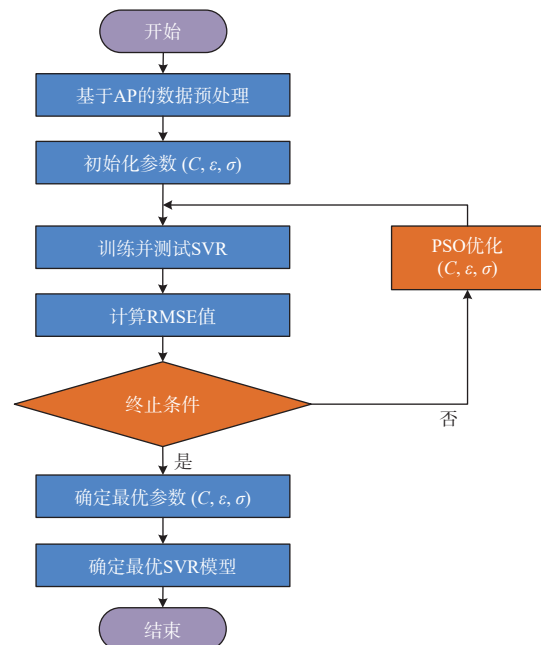 开始
基于AP的数据预处理
初始化参数 (C, ε, σ)
训练并测试SVR
PSO优化
(C, ε, σ)
计算RMSE值
终止条件
否
是
确定最优参数 (C, ε, σ)
确定最优SVR模型
结束